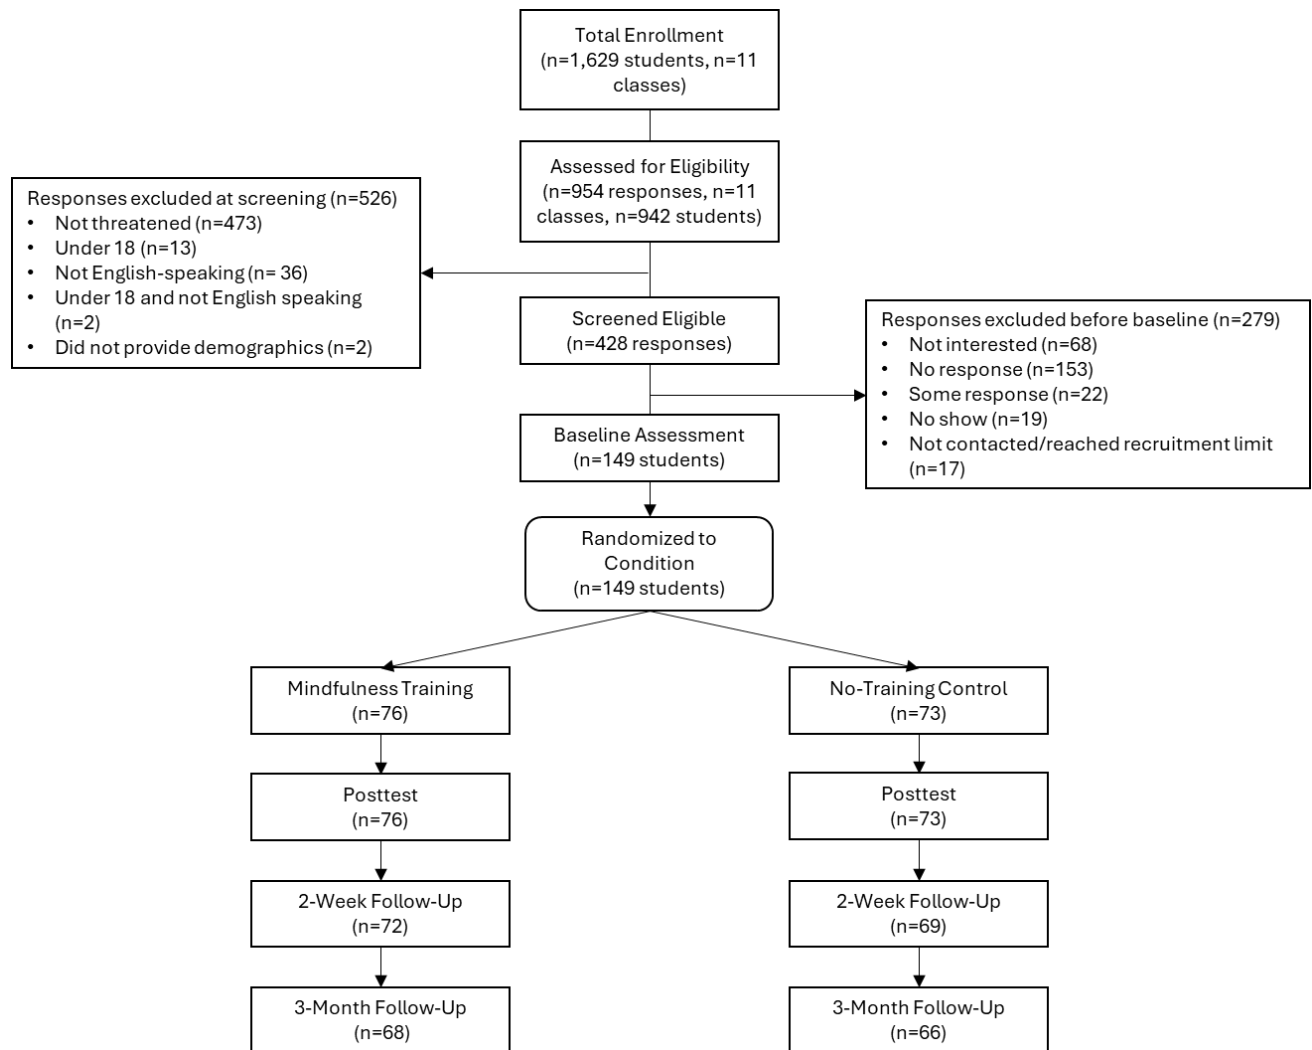 Total Enrollment
(n=1,629 students, n=11
classes)
Assessed for Eligibility
(n=954 responses, n=11
classes, n=942 students)
Responses excluded at screening (n=526)
• Not threatened (n=473)
• Under 18 (n=13)
• Not English-speaking (n= 36)
• Under 18 and not English speaking
(n=2)
• Did not provide demographics (n=2)
Screened Eligible
(n=428 responses)
Responses excluded before baseline (n=279)
• Not interested (n=68)
• No response (n=153)
• Some response (n=22)
• No show (n=19)
• Not contacted/reached recruitment limit
(n=17)
Baseline Assessment
(n=149 students)
Randomized to
Condition
(n=149 students)
Mindfulness Training
(n=76)
No-Training Control
(n=73)
Posttest
(n=76)
Posttest
(n=73)
2-Week Follow-Up
(n=72)
2-Week Follow-Up
(n=69)
3-Month Follow-Up
(n=68)
3-Month Follow-Up
(n=66)